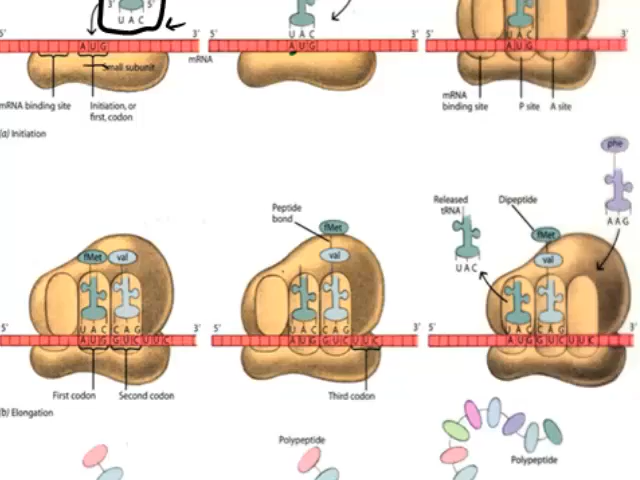 3' 5'
U A C
5' 3' 5' 3' 5' 3'
U A C U A C
A U G A U G A U G
mRNA
Small subunit
mRNA binding site
Initiation, or
first, codon
mRNA
binding site
P site
A site
(a) Initiation
phe
Released
tRNA
Dipeptide
Peptide
bond
fMet
A A G
fMet
fMet val
val
val
U A C
5' 3' 5' 3' 5'
U A C C A G
U A C C A G
U A C C A G
A U G G U C U U C
A U G G U C U U C
First codon
Second codon
Third codon
(b) Elongation
Polypeptide
Polypeptide